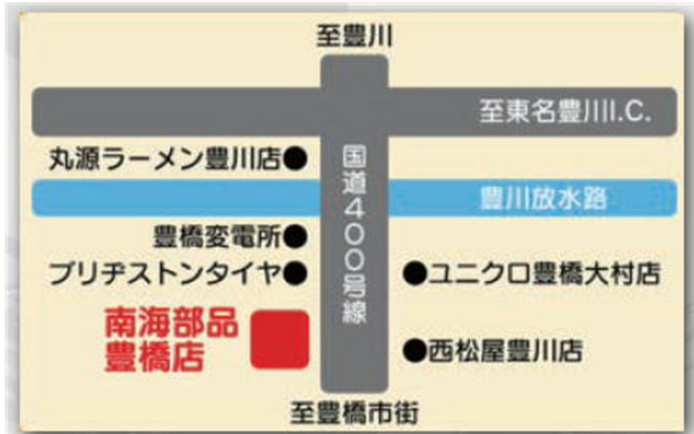 至豊川
至東名豊川I.C.
丸源ラーメン豊川店●
国道400号線
豊川放水路
豊橋変電所●
ブリヂストンタイヤ●
●ユニクロ豊橋大村店
南海部品
豊橋店
●西松屋豊川店
至豊橋市街